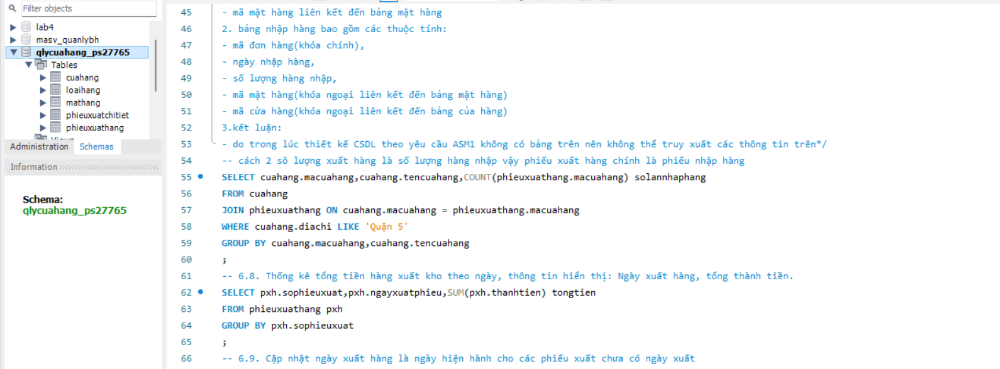 Filter objects
lab4
masv_quanlybh
qlycuahang_ps27765
Tables
cuahang
loaihang
mathang
phieuxuatchitiet
phieuxuathang
Administration Schemas
Information
Schema:
qlycuahang_ps27765
45 - mã mặt hàng liên kết đến bảng mặt hàng
46 2. bảng nhập hàng bao gồm các thuộc tính:
47 - mã đơn hàng(khóa chính),
48 - ngày nhập hàng,
49 - số lượng hàng nhập,
50 - mã mặt hàng(khóa ngoại liên kết đến bảng mặt hàng)
51 - mã cửa hàng(khóa ngoại liên kết đến bảng của hàng)
52 3.kết luận:
53 - do trong lúc thiết kế CSDL theo yêu cầu ASM1 không có bảng trên nên không thể truy xuất các thông tin trên*/
54 -- cách 2 sô lượng xuất hàng là số lượng hàng nhập vậy phiếu xuất hàng chính là phiếu nhập hàng
55 SELECT cuahang.macuahang,cuahang.tencuahang,COUNT(phieuxuathang.macuahang) solannhaphang
56 FROM cuahang
57 JOIN phieuxuathang ON cuahang.macuahang = phieuxuathang.macuahang
58 WHERE cuahang.diachi LIKE 'Quận 5'
59 GROUP BY cuahang.macuahang,cuahang.tencuahang
60 ;
61 -- 6.8. Thống kê tổng tiền hàng xuất kho theo ngày, thông tin hiển thị: Ngày xuất hàng, tổng thành tiền.
62 SELECT pxh.sophieuxuat,pxh.ngayxuatphieu,SUM(pxh.thanhtien) tongtien
63 FROM phieuxuathang pxh
64 GROUP BY pxh.sophieuxuat
65 ;
66 -- 6.9. Cập nhật ngày xuất hàng là ngày hiện hành cho các phiếu xuất chưa có ngày xuất